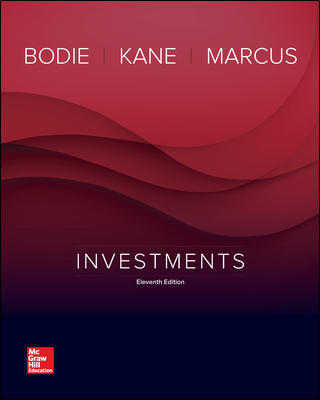 BODIE | KANE | MARCUS
INVESTMENTS
Eleventh Edition
Mc
Graw
Hill
Education